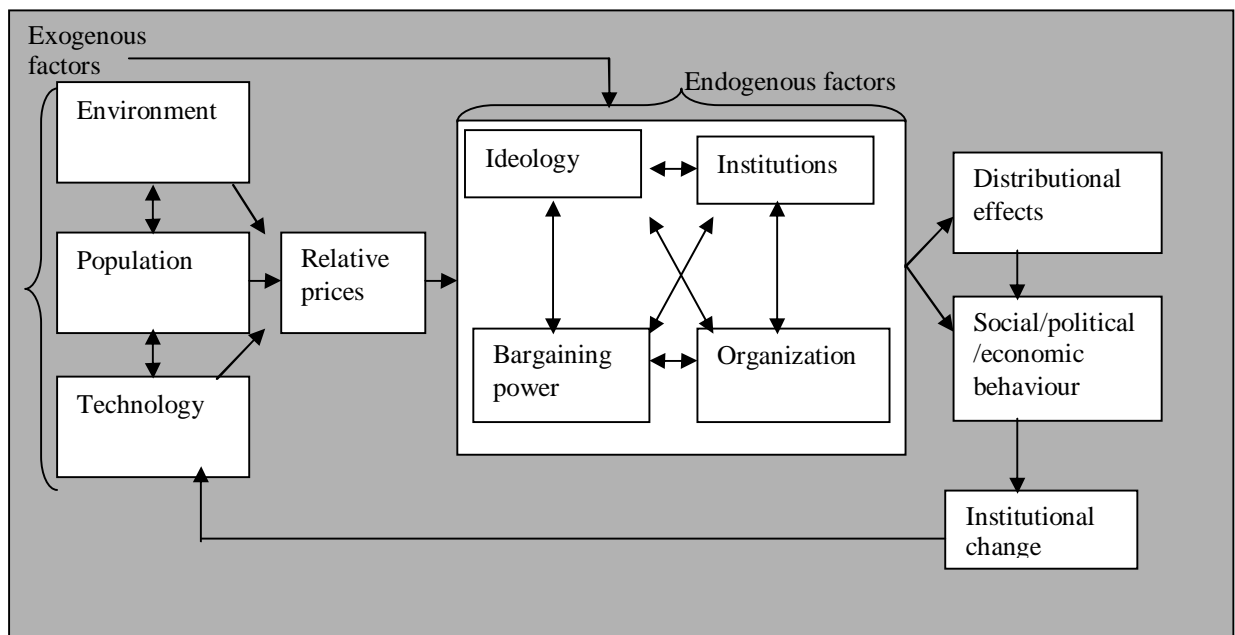 Exogenous
factors
Endogenous factors
Environment
Population
Technology
Relative
prices
Ideology
Institutions
Bargaining
power
Organization
Distributional
effects
Social/political
/economic
behaviour
Institutional
change